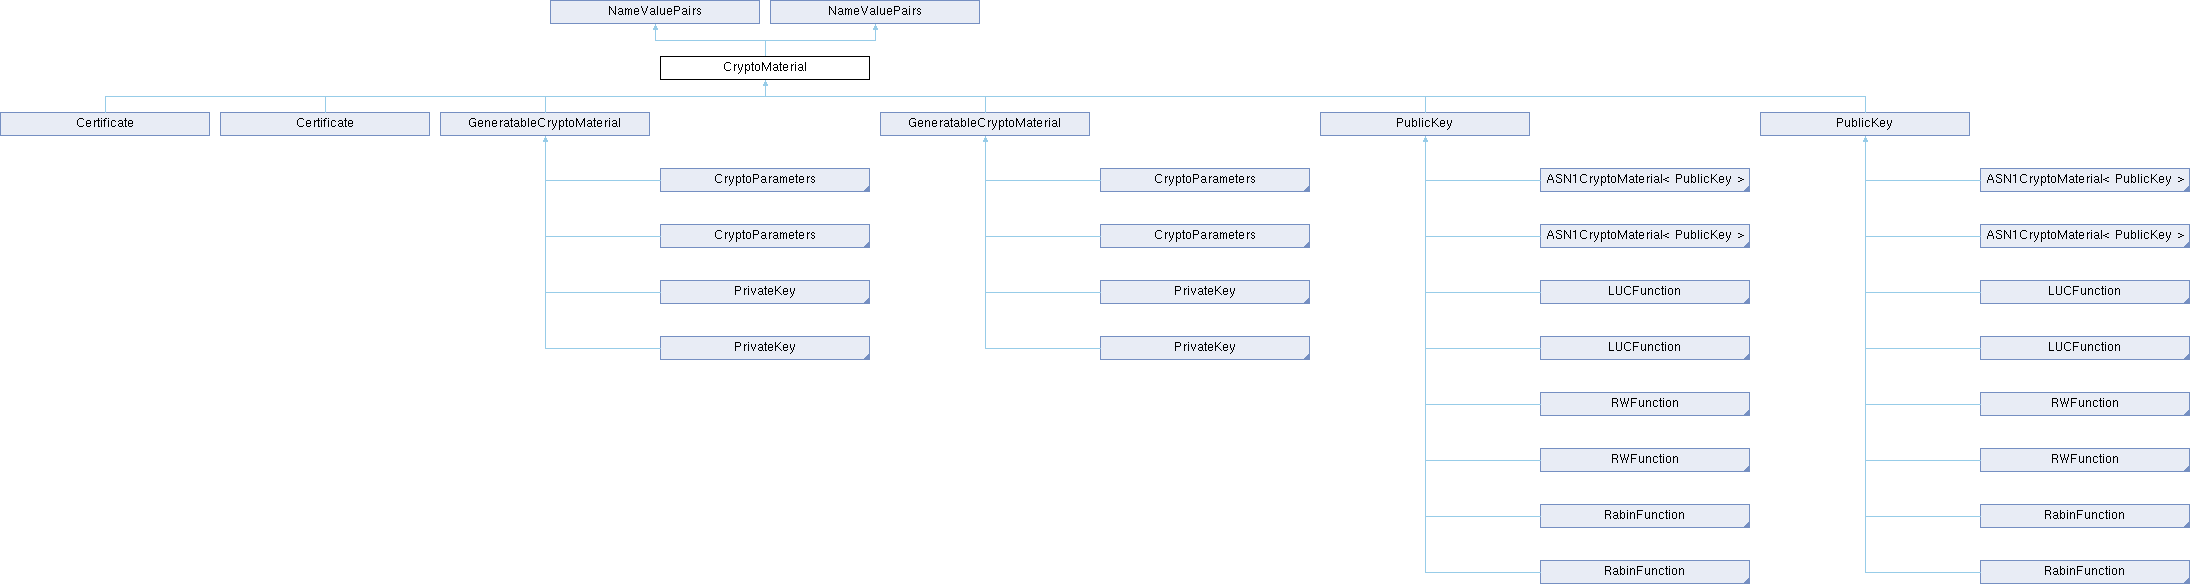 NameValuePairs NameValuePairs
CryptoMaterial
Certificate Certificate GeneratableCryptoMaterial GeneratableCryptoMaterial PublicKey PublicKey
CryptoParameters CryptoParameters ASN1CryptoMaterial< PublicKey > ASN1CryptoMaterial< PublicKey >
CryptoParameters CryptoParameters ASN1CryptoMaterial< PublicKey > ASN1CryptoMaterial< PublicKey >
PrivateKey PrivateKey LUCFunction LUCFunction
PrivateKey PrivateKey LUCFunction LUCFunction
RWFunction RWFunction
RWFunction RWFunction
RabinFunction RabinFunction
RabinFunction RabinFunction